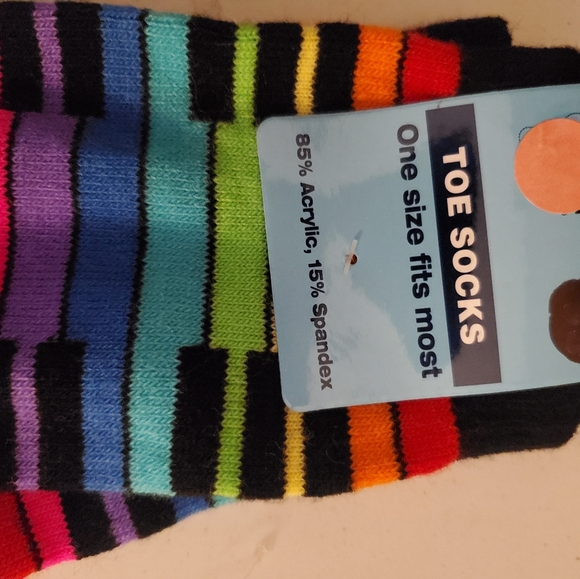 TOE SOCKS
One size fits most
85% Acrylic, 15% Spandex